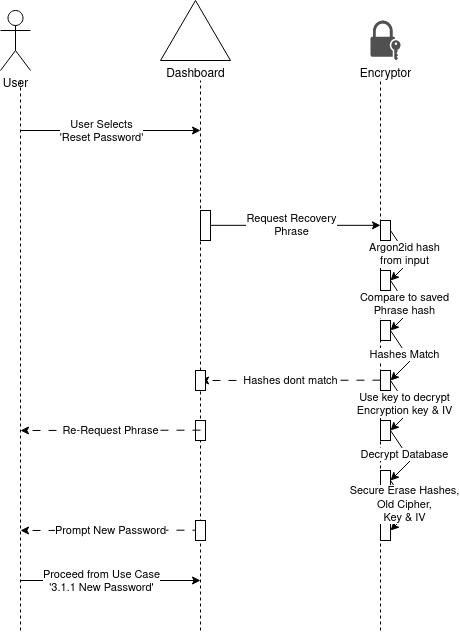 User
Dashboard
Encryptor
User Selects
'Reset Password'
Request Recovery
Phrase
Argon2id hash
from input
Compare to saved
Phrase hash
Hashes Match
Hashes dont match
Use key to decrypt
Encryption key & IV
Re-Request Phrase
Decrypt Database
Secure Erase Hashes,
Old Cipher,
Key & IV
Prompt New Password
Proceed from Use Case
'3.1.1 New Password'